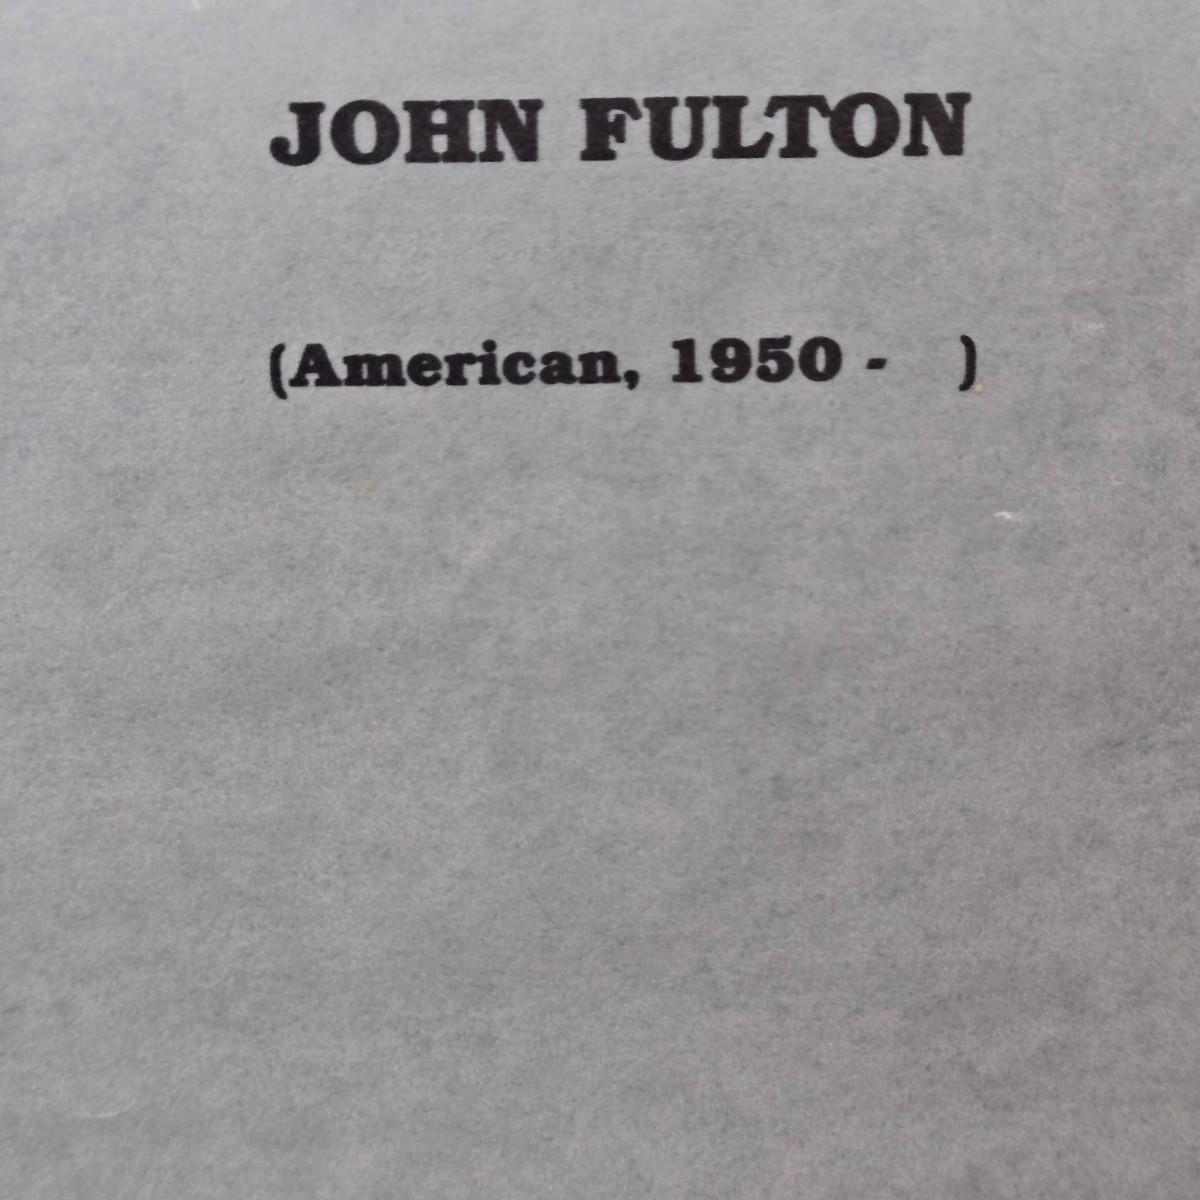 JOHN FULTON
(American, 1950 -   )